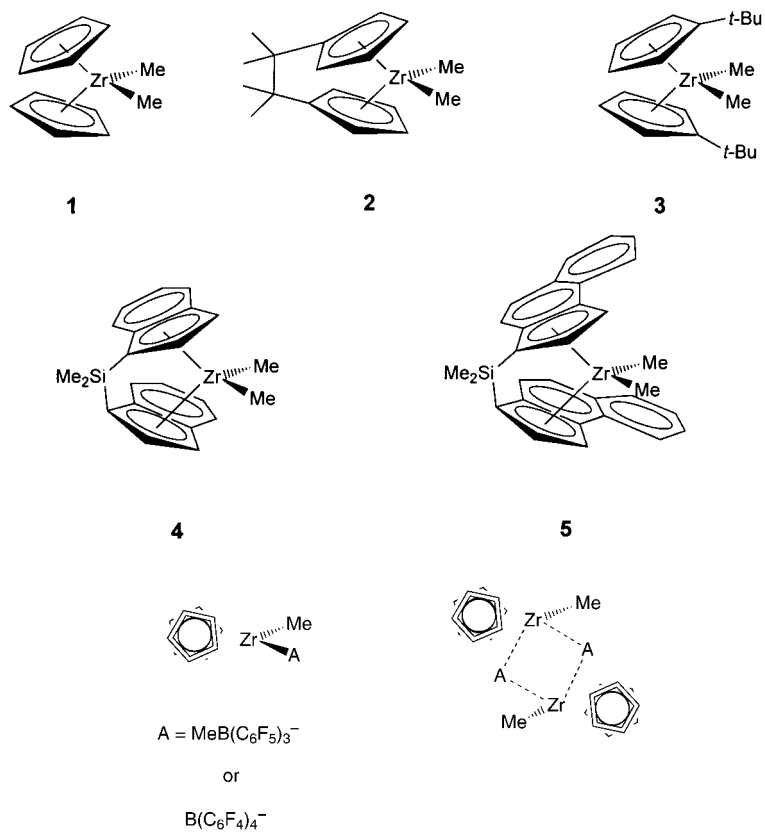 Zr Me
Me
1
Zr Me
Me
2
t-Bu
Zr Me
Me
t-Bu
3
Me₂Si Zr Me
Me
4
Me₂Si Zr Me
Me
5
Zr Me
A
A = MeB(C₆F₅)₃⁻
or
B(C₆F₄)₄⁻
Zr Me
A A
Me Zr